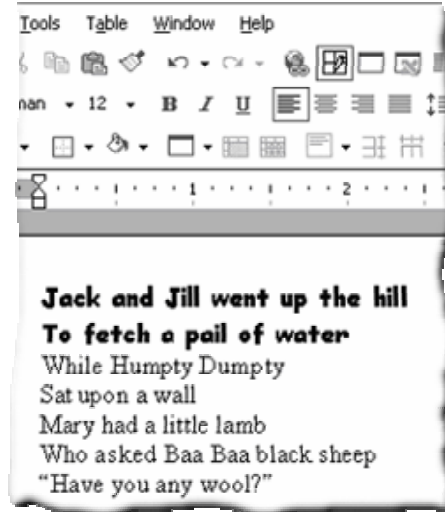 Tools Table Window Help
12 B I U
1 2
Jack and Jill went up the hill
To fetch a pail of water
While Humpty Dumpty
Sat upon a wall
Mary had a little lamb
Who asked Baa Baa black sheep
“Have you any wool?”